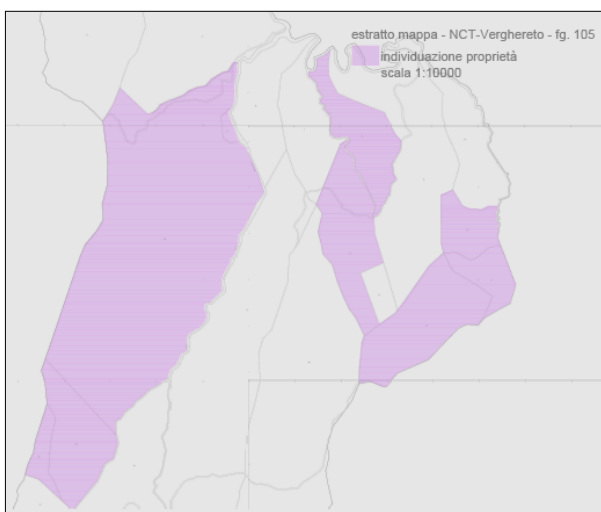 estratto mappa - NCT-Verghereto - fg. 105
individuazione proprietà
scala 1:10000